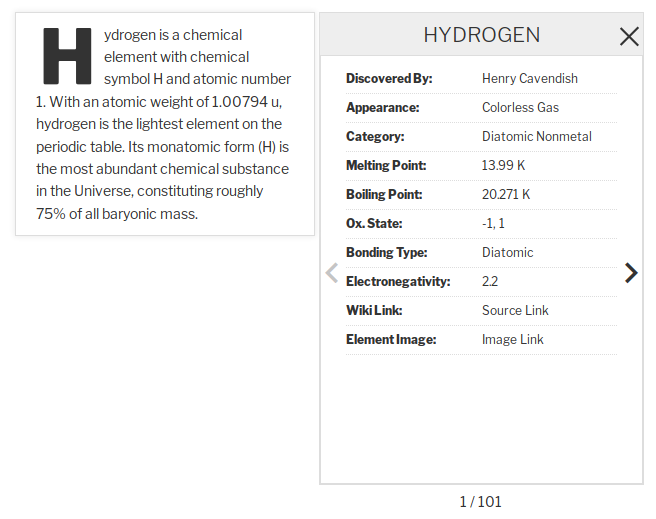 Hydrogen is a chemical
element with chemical
symbol H and atomic number
1. With an atomic weight of 1.00794 u,
hydrogen is the lightest element on the
periodic table. Its monatomic form (H) is
the most abundant chemical substance
in the Universe, constituting roughly
75% of all baryonic mass.
HYDROGEN
Discovered By: Henry Cavendish
Appearance: Colorless Gas
Category: Diatomic Nonmetal
Melting Point: 13.99 K
Boiling Point: 20.271 K
Ox. State: -1, 1
Bonding Type: Diatomic
Electronegativity: 2.2
Wiki Link: Source Link
Element Image: Image Link
1 / 101